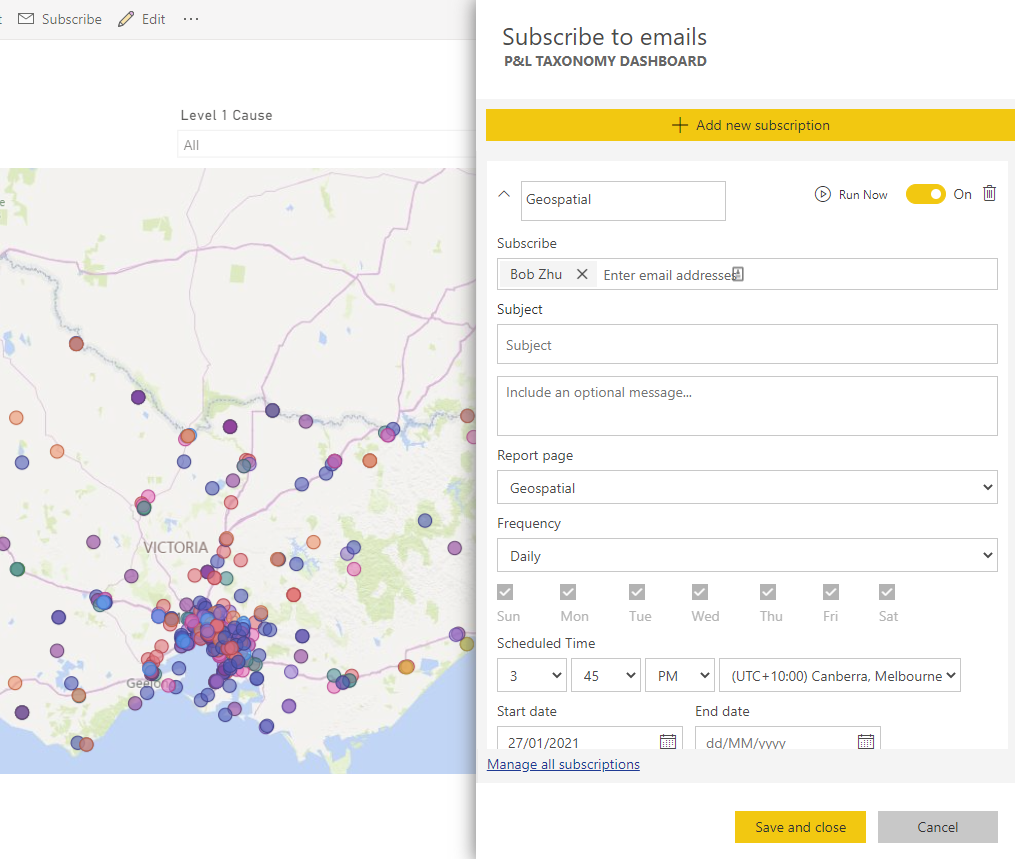 Subscribe
Edit
...
Level 1 Cause
All
VICTORIA
Subscribe to emails
P&L TAXONOMY DASHBOARD
Add new subscription
Geospatial
Run Now
On
Subscribe
Bob Zhu
Enter email addresses
Subject
Subject
Include an optional message...
Report page
Geospatial
Frequency
Daily
Sun Mon Tue Wed Thu Fri Sat
Scheduled Time
3 45 PM (UTC+10:00) Canberra, Melbourne
Start date End date
27/01/2021 dd/MM/yyyy
Manage all subscriptions
Save and close Cancel